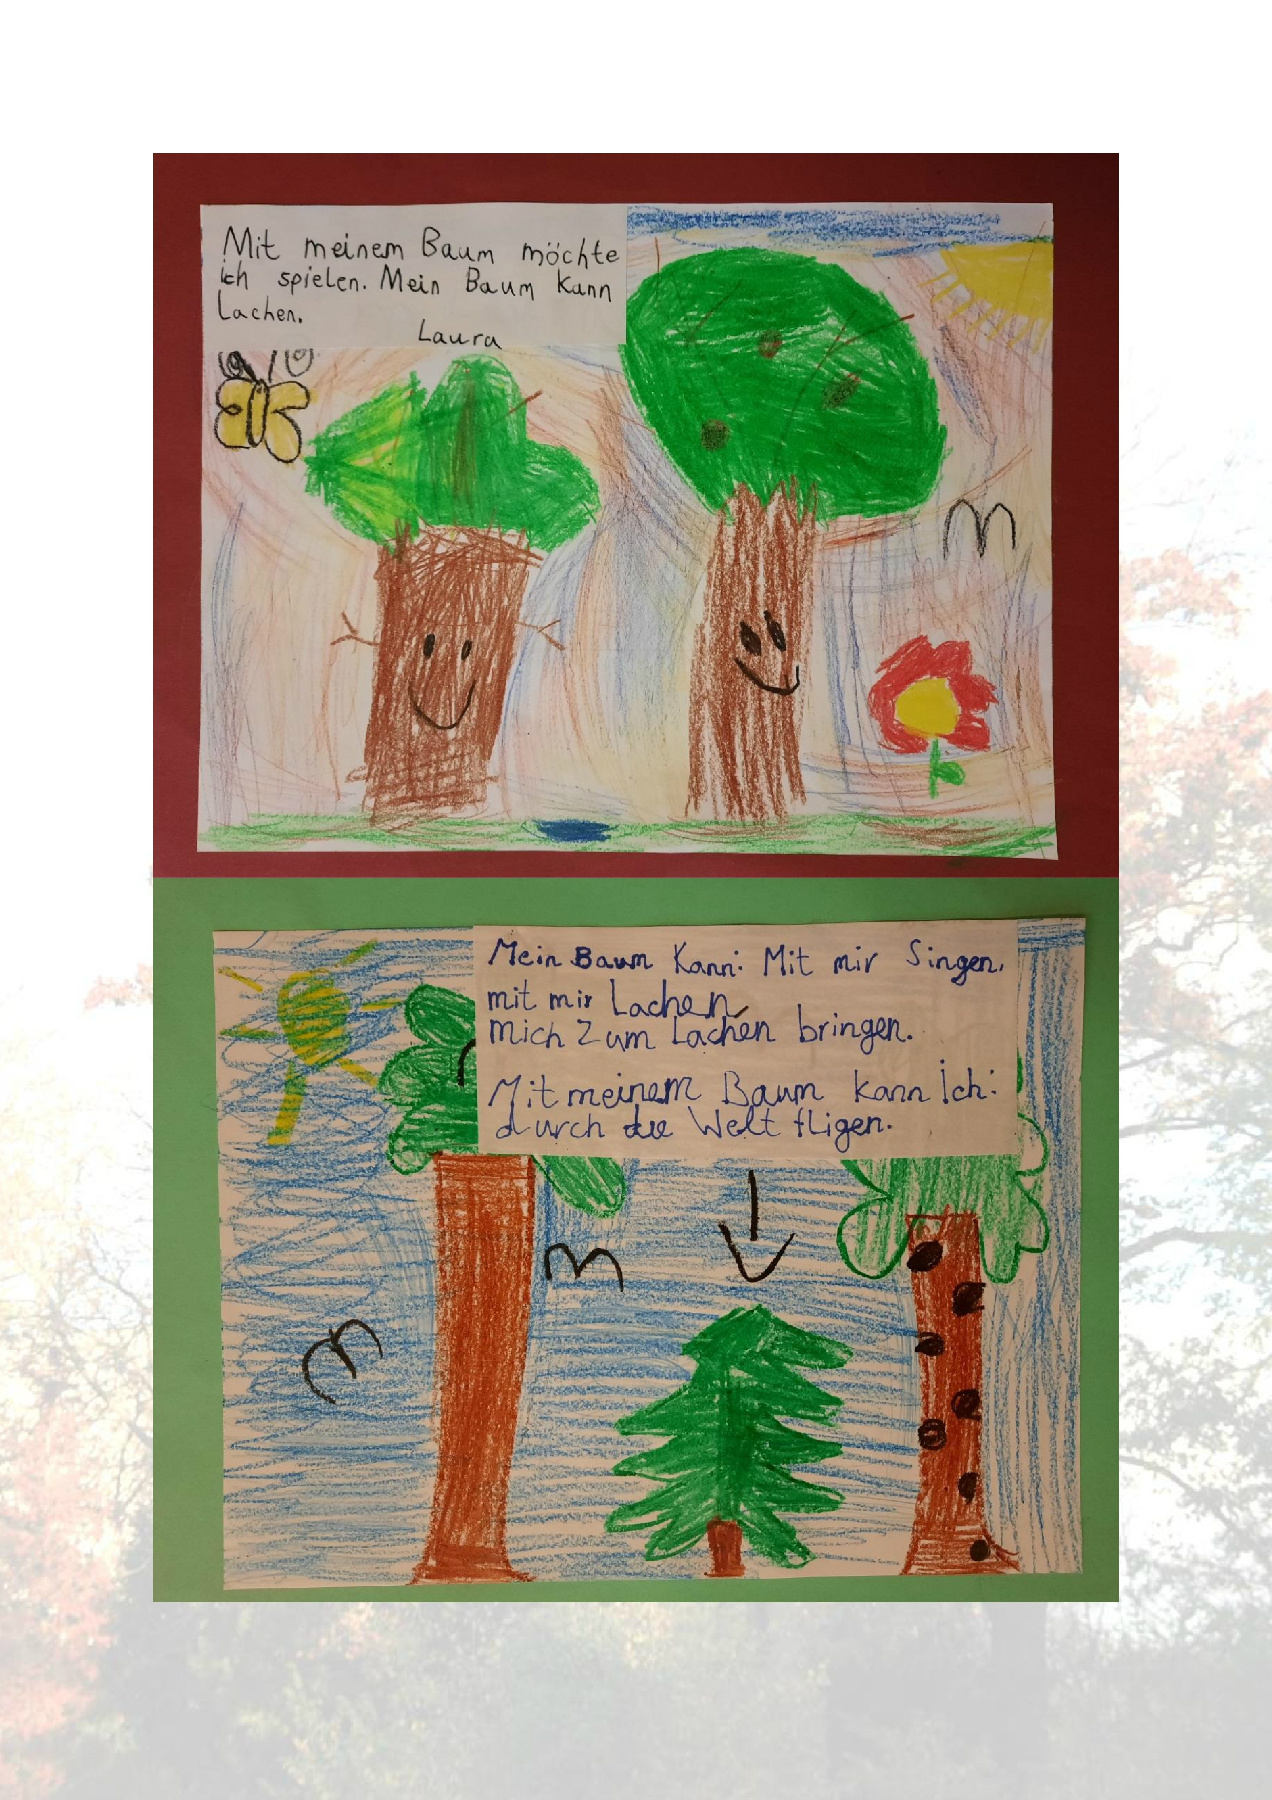 Mit meinem Baum möchte
ich spielen. Mein Baum kann
Lachen.
Laura
Mein Baum Kann: Mit mir Singen,
mit mir Lachen,
mich Zum Lachen bringen.
Mit meinem Baum kann ich:
durch die Welt fligen.